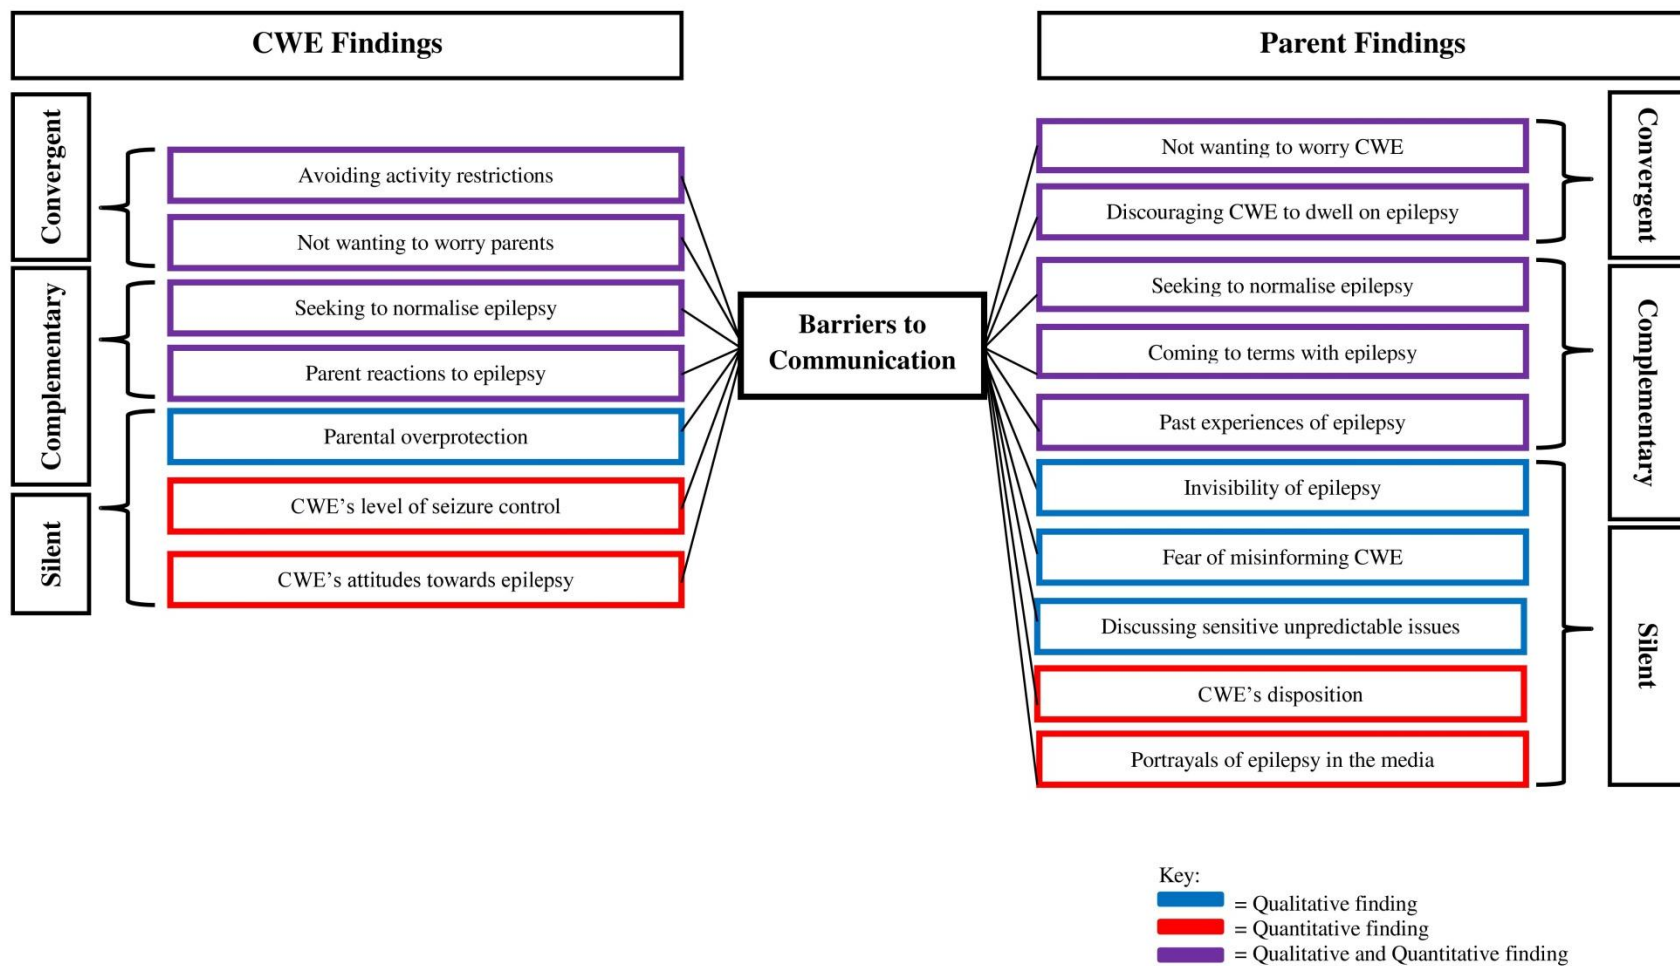 CWE Findings
Convergent
Avoiding activity restrictions
Not wanting to worry parents
Complementary
Seeking to normalise epilepsy
Parent reactions to epilepsy
Silent
Parental overprotection
CWE's level of seizure control
CWE's attitudes towards epilepsy
Barriers to
Communication
Parent Findings
Convergent
Not wanting to worry CWE
Discouraging CWE to dwell on epilepsy
Complementary
Seeking to normalise epilepsy
Coming to terms with epilepsy
Past experiences of epilepsy
Silent
Invisibility of epilepsy
Fear of misinforming CWE
Discussing sensitive unpredictable issues
CWE's disposition
Portrayals of epilepsy in the media
Key:
= Qualitative finding
= Quantitative finding
= Qualitative and Quantitative finding